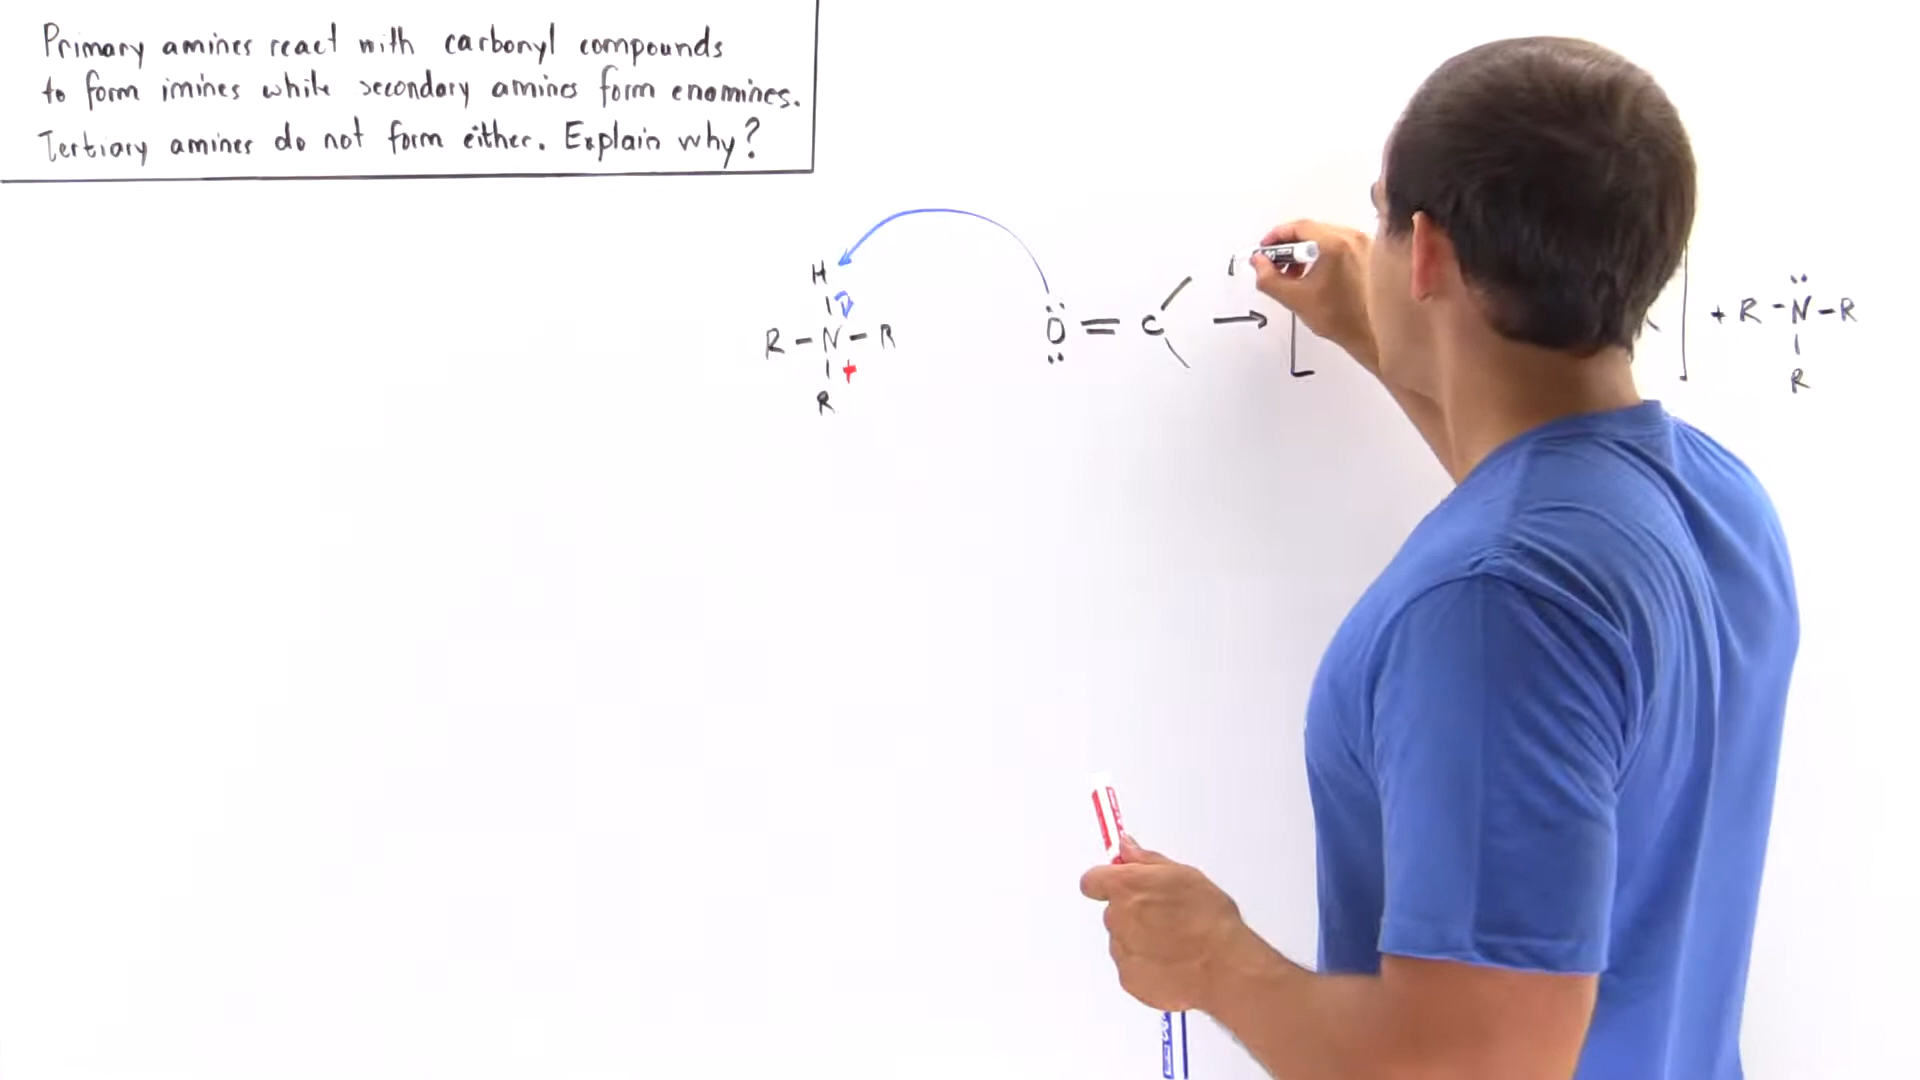 Primary amines react with carbonyl compounds
to form imines while secondary amines form enamines.
Tertiary amines do not form either. Explain why?
H
R - N - R
+
R
O = C
+ R - N - R
R